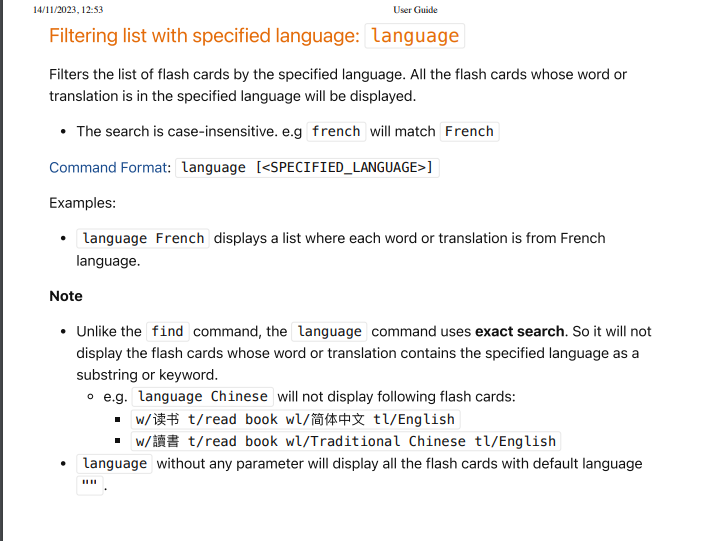 14/11/2023, 12:53 User Guide
Filtering list with specified language: language
Filters the list of flash cards by the specified language. All the flash cards whose word or
translation is in the specified language will be displayed.
• The search is case-insensitive. e.g french will match French
Command Format: language [<SPECIFIED_LANGUAGE>]
Examples:
• language French displays a list where each word or translation is from French
language.
Note
• Unlike the find command, the language command uses exact search. So it will not
display the flash cards whose word or translation contains the specified language as a
substring or keyword.
◦ e.g. language Chinese will not display following flash cards:
▪ w/读书 t/read book wl/简体中文 tl/English
▪ w/讀書 t/read book wl/Traditional Chinese tl/English
• language without any parameter will display all the flash cards with default language
"" .